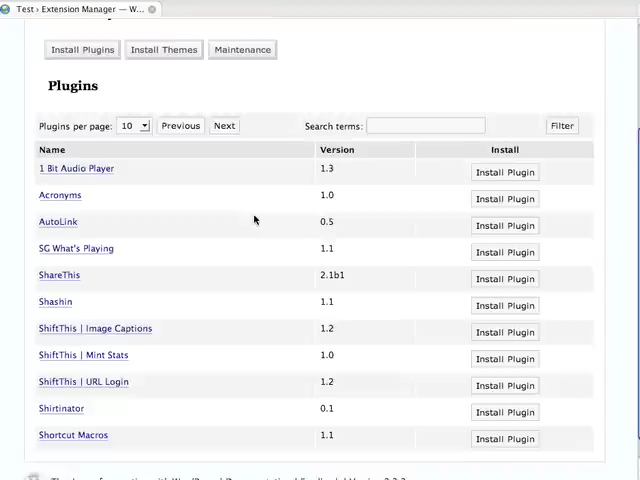 Test › Extension Manager — W...
Install Plugins Install Themes Maintenance
Plugins
Plugins per page: 10 Previous Next Search terms: Filter
Name Version Install
1 Bit Audio Player 1.3 Install Plugin
Acronyms 1.0 Install Plugin
AutoLink 0.5 Install Plugin
SG What's Playing 1.1 Install Plugin
ShareThis 2.1b1 Install Plugin
Shashin 1.1 Install Plugin
ShiftThis | Image Captions 1.2 Install Plugin
ShiftThis | Mint Stats 1.0 Install Plugin
ShiftThis | URL Login 1.2 Install Plugin
Shirtinator 0.1 Install Plugin
Shortcut Macros 1.1 Install Plugin